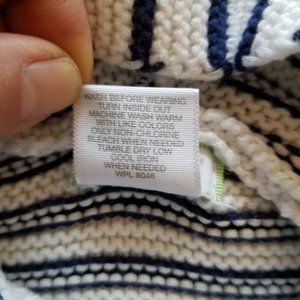 WASH BEFORE WEARING
TURN INSIDE OUT
MACHINE WASH WARM
WITH LIKE COLORS
ONLY NON-CHLORINE
BLEACH WHEN NEEDED
TUMBLE DRY LOW
COOL IRON
WHEN NEEDED
WPL 8046